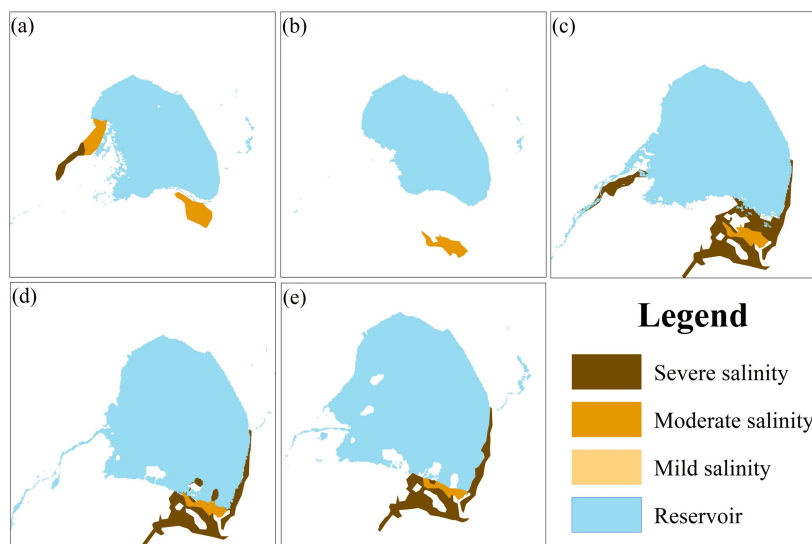 (a)
(b)
(c)
(d)
(e)
Legend
Severe salinity
Moderate salinity
Mild salinity
Reservoir